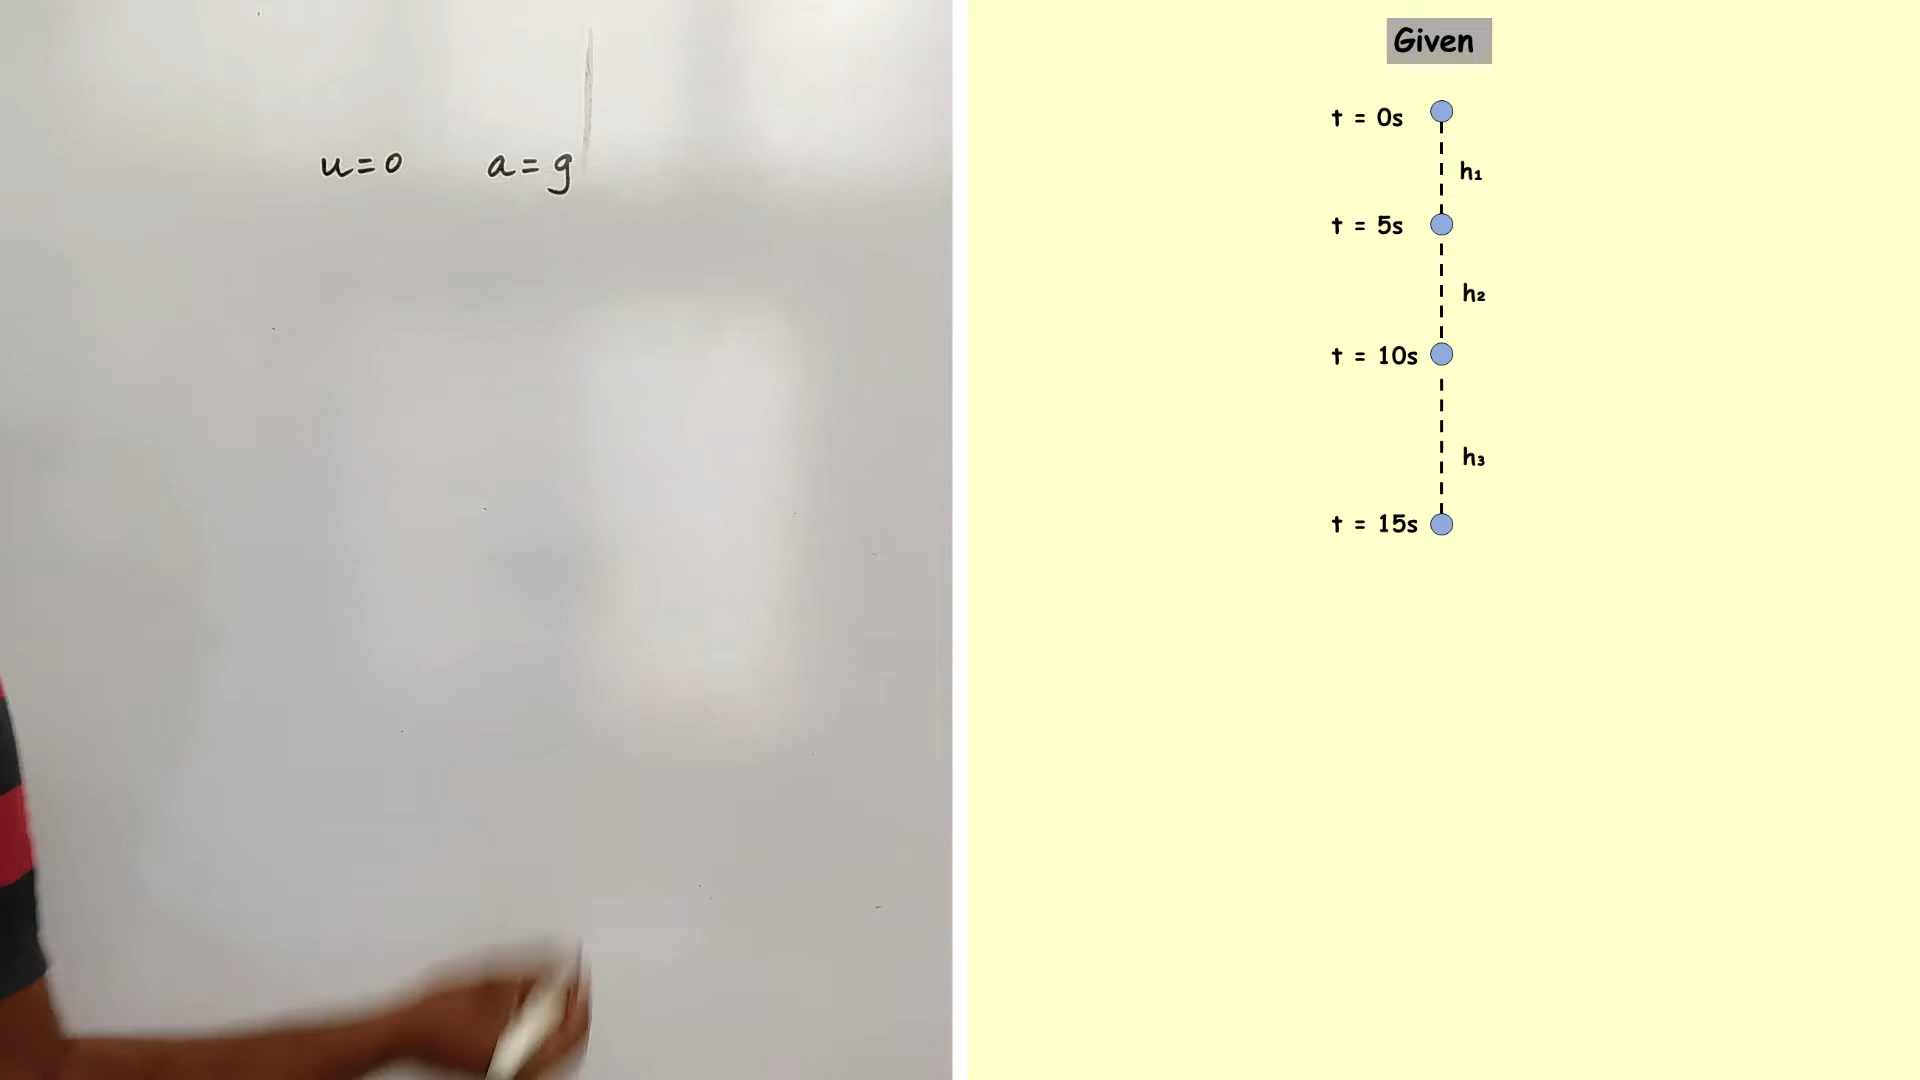 u=0 a=g
Given
t = 0s
h₁
t = 5s
h₂
t = 10s
h₃
t = 15s